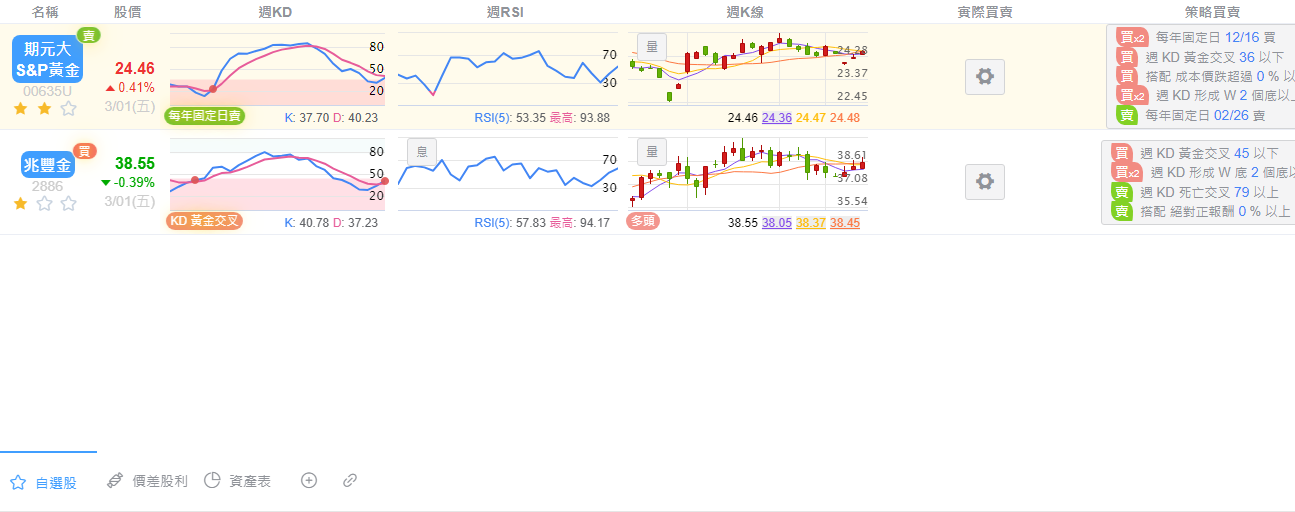 名稱 股價 週KD 週RSI 週K線 實際買賣 策略買賣
期元大
S&P黃金
賣
00635U
24.46
0.41%
3/01(五)
80
50
20
每年固定日賣
K: 37.70 D: 40.23
70
30
RSI(5): 53.35 最高: 93.88
量
24.28
23.37
22.45
24.46 24.36 24.47 24.48
買x2 每年固定日 12/16 買
買 週 KD 黃金交叉 36 以下
買 搭配 成本價跌超過 0 % 以
買x2 週 KD 形成 W 2 個底以上
賣 每年固定日 02/26 賣
兆豐金
買
2886
38.55
-0.39%
3/01(五)
80
50
20
KD 黃金交叉
K: 40.78 D: 37.23
息
70
30
RSI(5): 57.83 最高: 94.17
量
38.61
37.08
35.54
多頭
38.55 38.05 38.37 38.45
買 週 KD 黃金交叉 45 以下
買x2 週 KD 形成 W 底 2 個底以
賣 週 KD 死亡交叉 79 以上
賣 搭配 絕對正報酬 0 % 以上
自選股 價差股利 資產表